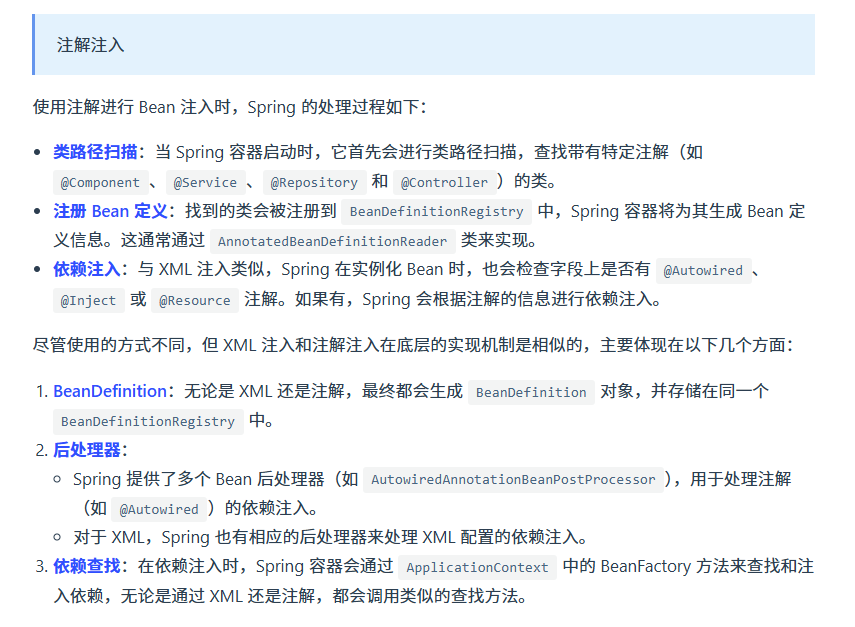 注解注入
使用注解进行 Bean 注入时，Spring 的处理过程如下：
• 类路径扫描：当 Spring 容器启动时，它首先会进行类路径扫描，查找带有特定注解（如
@Component 、 @Service 、 @Repository 和 @Controller ）的类。
• 注册 Bean 定义：找到的类会被注册到 BeanDefinitionRegistry 中，Spring 容器将为其生成 Bean 定
义信息。这通常通过 AnnotatedBeanDefinitionReader 类来实现。
• 依赖注入：与 XML 注入类似，Spring 在实例化 Bean 时，也会检查字段上是否有 @Autowired 、
@Inject 或 @Resource 注解。如果有，Spring 会根据注解的信息进行依赖注入。
尽管使用的方式不同，但 XML 注入和注解注入在底层的实现机制是相似的，主要体现在以下几个方面：
1. BeanDefinition：无论是 XML 还是注解，最终都会生成 BeanDefinition 对象，并存储在同一个
BeanDefinitionRegistry 中。
2. 后处理器：
◦ Spring 提供了多个 Bean 后处理器（如 AutowiredAnnotationBeanPostProcessor ），用于处理注解
（如 @Autowired ）的依赖注入。
◦ 对于 XML，Spring 也有相应的后处理器来处理 XML 配置的依赖注入。
3. 依赖查找：在依赖注入时，Spring 容器会通过 ApplicationContext 中的 BeanFactory 方法来查找和注
入依赖，无论是通过 XML 还是注解，都会调用类似的查找方法。